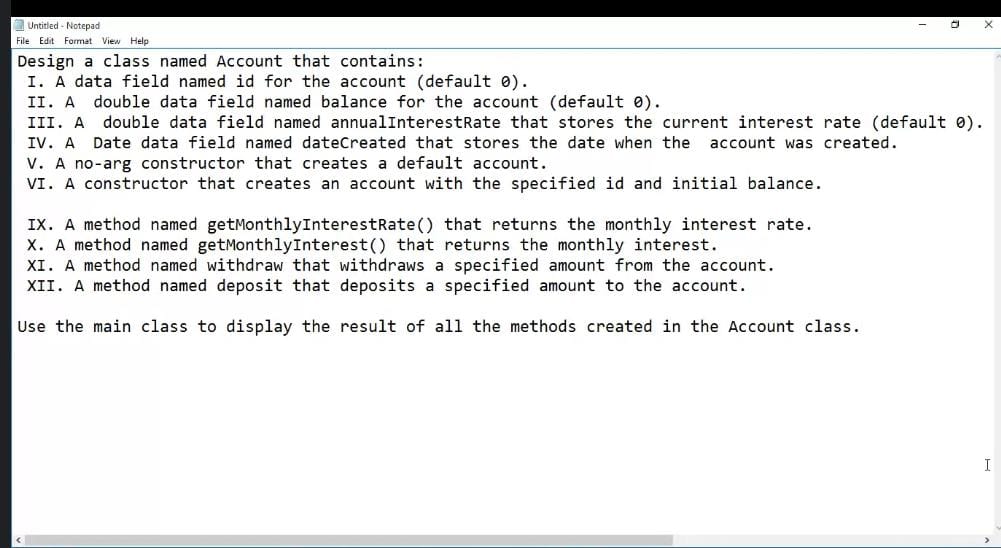 Untitled - Notepad
File Edit Format View Help
Design a class named Account that contains:
I. A data field named id for the account (default 0).
II. A  double data field named balance for the account (default 0).
III. A  double data field named annualInterestRate that stores the current interest rate (default 0).
IV. A  Date data field named dateCreated that stores the date when the  account was created.
V. A no-arg constructor that creates a default account.
VI. A constructor that creates an account with the specified id and initial balance.
IX. A method named getMonthlyInterestRate() that returns the monthly interest rate.
X. A method named getMonthlyInterest() that returns the monthly interest.
XI. A method named withdraw that withdraws a specified amount from the account.
XII. A method named deposit that deposits a specified amount to the account.
Use the main class to display the result of all the methods created in the Account class.